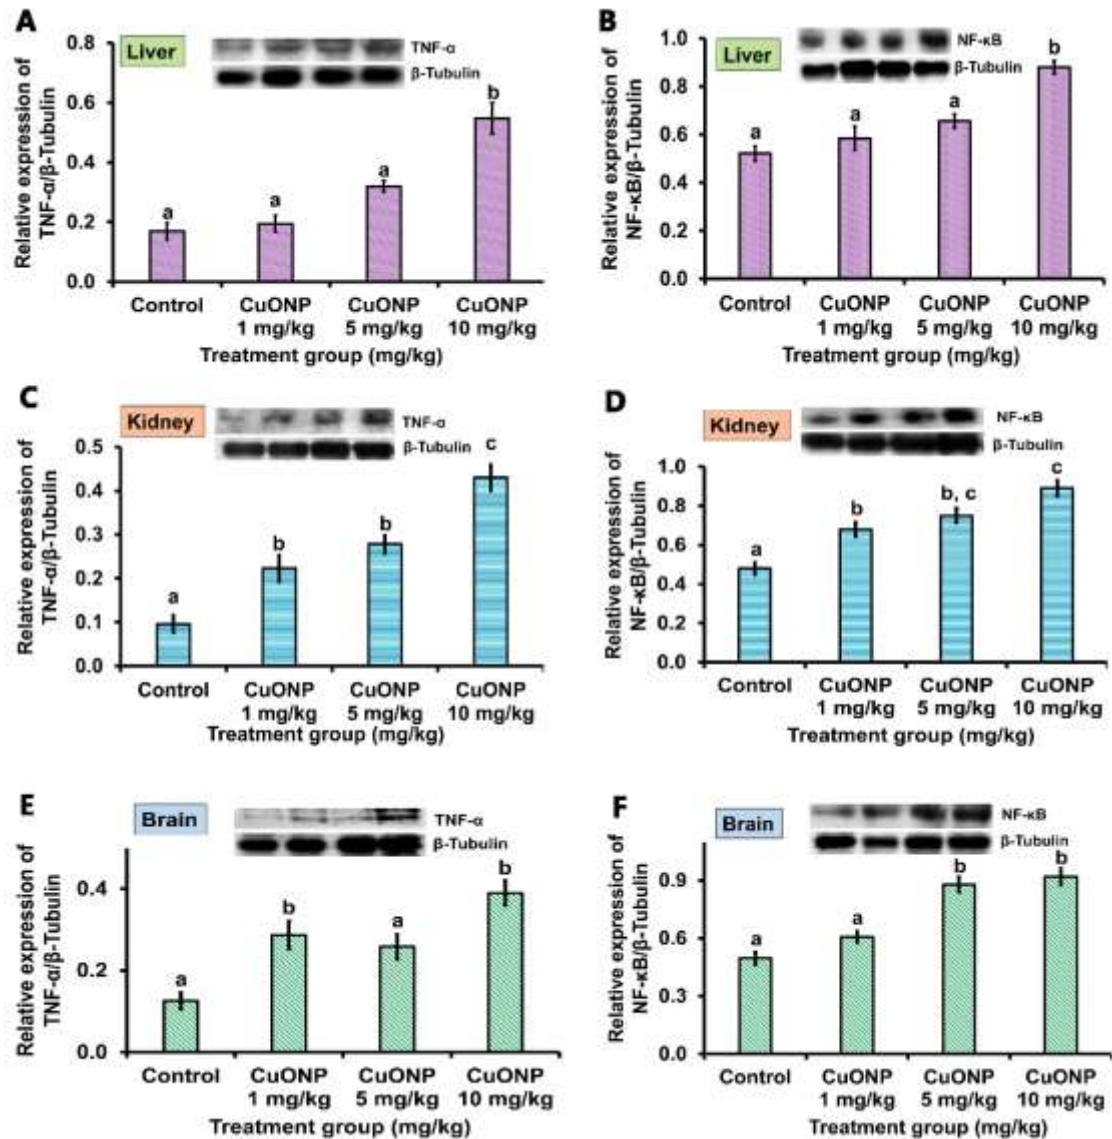 A
Liver
TNF-α
β-Tubulin
Relative expression of
TNF-α/β-Tubulin
0.8
0.6
0.4
0.2
0.0
a
a
a
b
Control
CuONP
1 mg/kg
CuONP
5 mg/kg
CuONP
10 mg/kg
Treatment group (mg/kg)
B
Liver
NF-κB
β-Tubulin
Relative expression of
NF-κB/β-Tubulin
1.0
0.8
0.6
0.4
0.2
0.0
a
a
a
b
Control
CuONP
1 mg/kg
CuONP
5 mg/kg
CuONP
10 mg/kg
Treatment group (mg/kg)
C
Kidney
TNF-α
β-Tubulin
Relative expression of
TNF-α/β-Tubulin
0.5
0.4
0.3
0.2
0.1
0.0
a
b
b
c
Control
CuONP
1 mg/kg
CuONP
5 mg/kg
CuONP
10 mg/kg
Treatment group (mg/kg)
D
Kidney
NF-κB
β-Tubulin
Relative expression of
NF-κB/β-Tubulin
1.0
0.8
0.6
0.4
0.2
0.0
a
b
b, c
c
Control
CuONP
1 mg/kg
CuONP
5 mg/kg
CuONP
10 mg/kg
Treatment group (mg/kg)
E
Brain
TNF-α
β-Tubulin
Relative expression of
TNF-α/β-Tubulin
0.4
0.2
0.0
a
b
a
b
Control
CuONP
1 mg/kg
CuONP
5 mg/kg
CuONP
10 mg/kg
Treatment group (mg/kg)
F
Brain
NF-κB
β-Tubulin
Relative expression of
NF-κB/β-Tubulin
0.9
0.6
0.3
0.0
a
a
b
b
Control
CuONP
1 mg/kg
CuONP
5 mg/kg
CuONP
10 mg/kg
Treatment group (mg/kg)